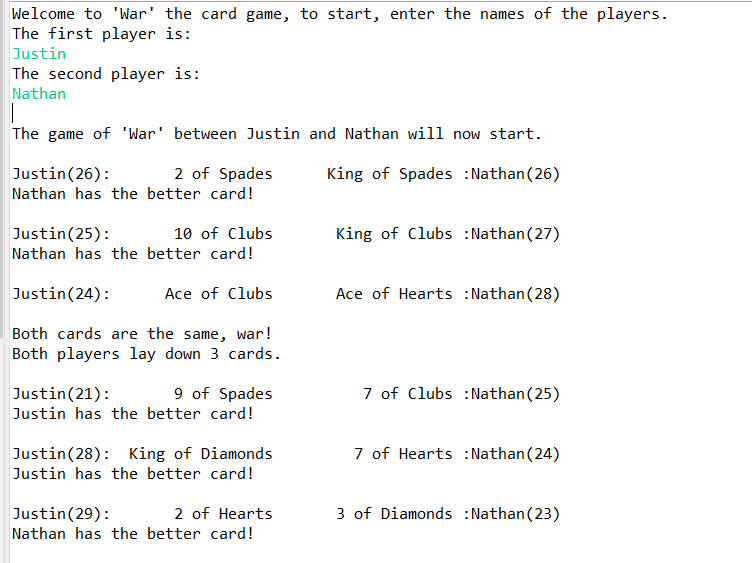 Welcome to 'War' the card game, to start, enter the names of the players.
The first player is:
Justin
The second player is:
Nathan
The game of 'War' between Justin and Nathan will now start.
Justin(26):       2 of Spades      King of Spades :Nathan(26)
Nathan has the better card!
Justin(25):       10 of Clubs       King of Clubs :Nathan(27)
Nathan has the better card!
Justin(24):      Ace of Clubs       Ace of Hearts :Nathan(28)
Both cards are the same, war!
Both players lay down 3 cards.
Justin(21):       9 of Spades          7 of Clubs :Nathan(25)
Justin has the better card!
Justin(28):  King of Diamonds         7 of Hearts :Nathan(24)
Justin has the better card!
Justin(29):       2 of Hearts       3 of Diamonds :Nathan(23)
Nathan has the better card!